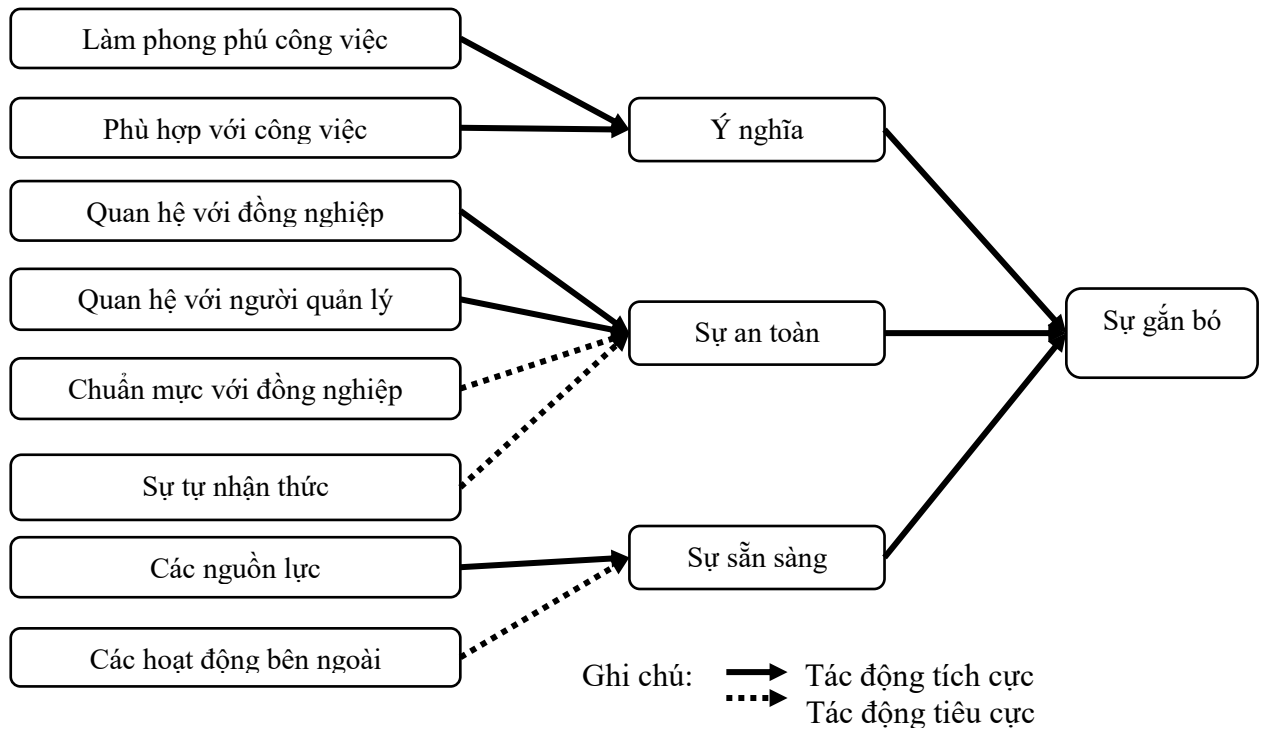 Làm phong phú công việc
Phù hợp với công việc
Ý nghĩa
Quan hệ với đồng nghiệp
Quan hệ với người quản lý
Sự an toàn
Sự gắn bó
Chuẩn mực với đồng nghiệp
Sự tự nhận thức
Các nguồn lực
Sự sẵn sàng
Các hoạt động bên ngoài
Ghi chú:
Tác động tích cực
Tác động tiêu cực